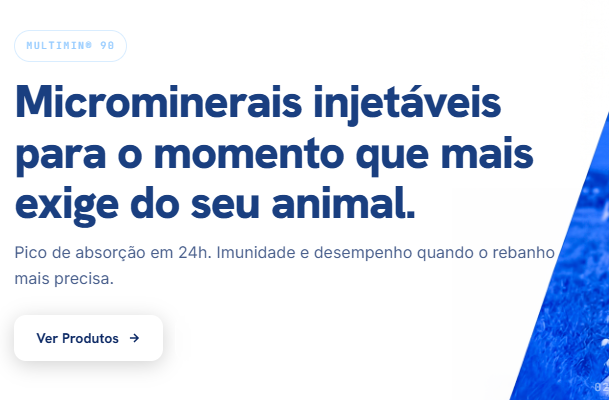 MULTIMIN® 90
Microminerais injetáveis
para o momento que mais
exige do seu animal.
Pico de absorção em 24h. Imunidade e desempenho quando o rebanho
mais precisa.
Ver Produtos →
02